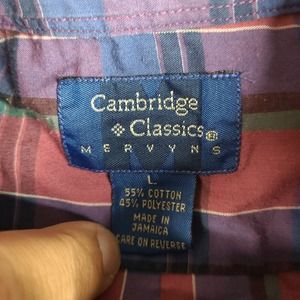 Cambridge
Classics®
MERVYNS
L
55% COTTON
45% POLYESTER
MADE IN
JAMAICA
CARE ON REVERSE